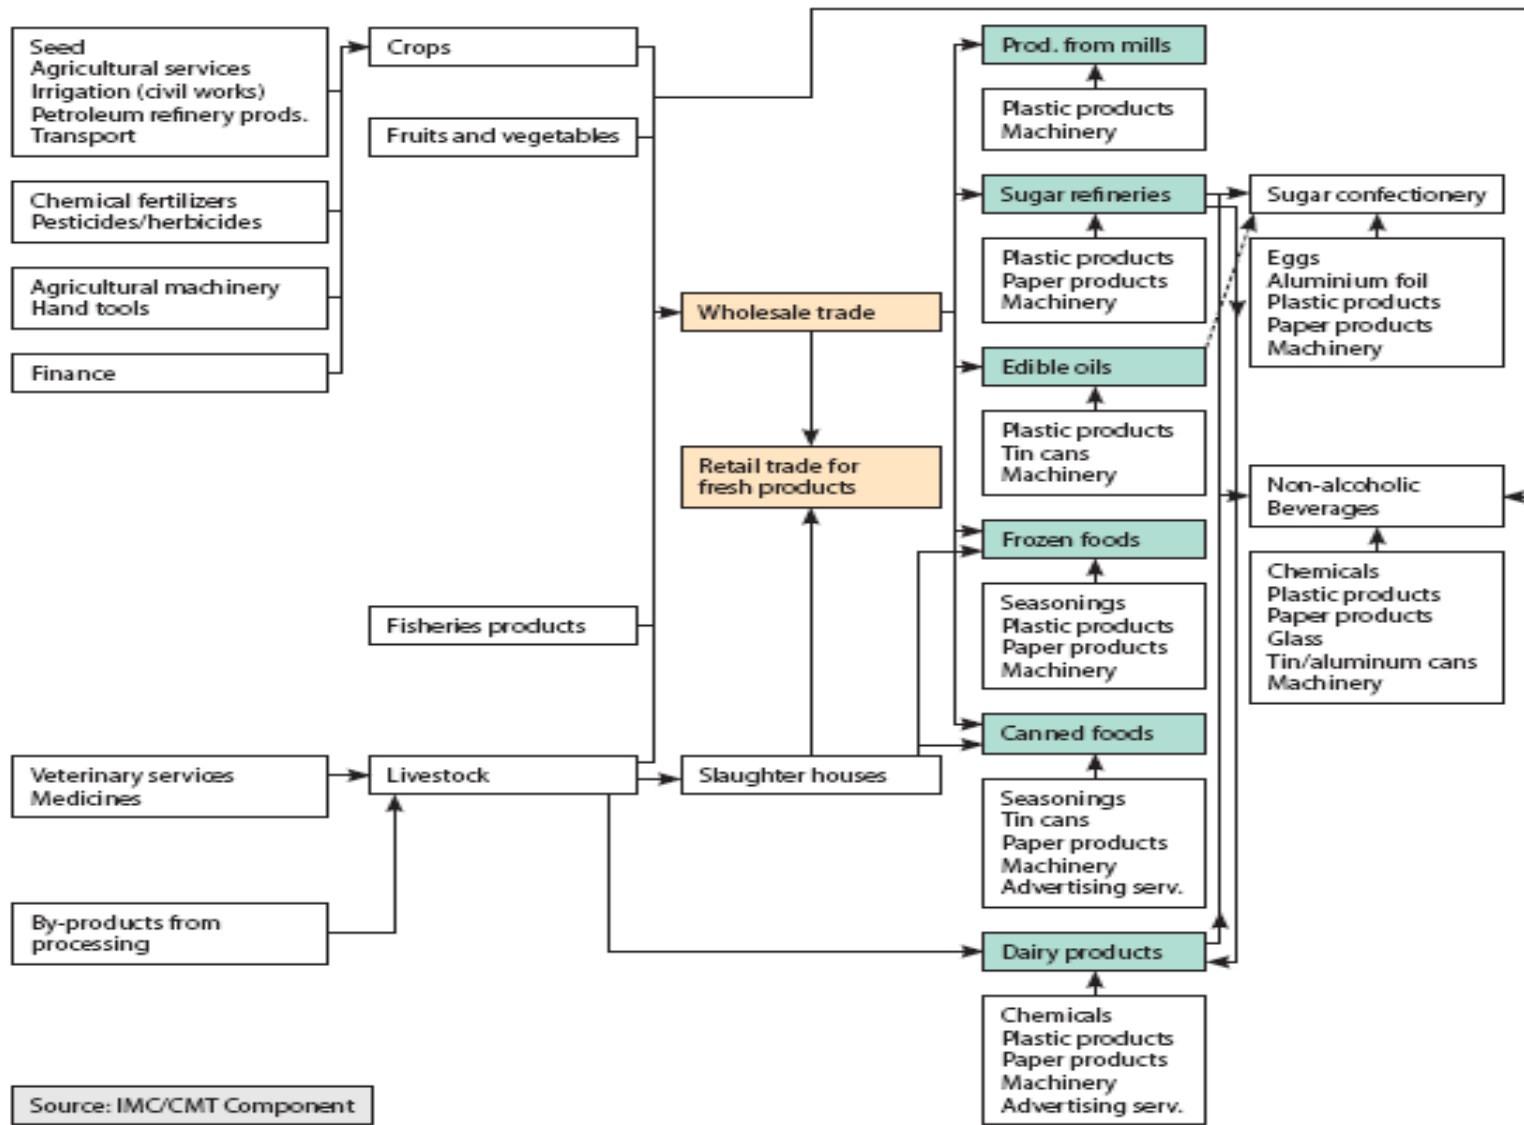 Seed
Agricultural services
Irrigation (civil works)
Petroleum refinery prods.
Transport
Chemical fertilizers
Pesticides/herbicides
Agricultural machinery
Hand tools
Finance
Veterinary services
Medicines
By-products from
processing
Crops
Fruits and vegetables
Fisheries products
Livestock
Wholesale trade
Retail trade for
fresh products
Slaughter houses
Prod. from mills
Plastic products
Machinery
Sugar refineries
Plastic products
Paper products
Machinery
Edible oils
Plastic products
Tin cans
Machinery
Frozen foods
Seasonings
Plastic products
Paper products
Machinery
Canned foods
Seasonings
Tin cans
Paper products
Machinery
Advertising serv.
Dairy products
Chemicals
Plastic products
Paper products
Machinery
Advertising serv.
Sugar confectionery
Eggs
Aluminium foil
Plastic products
Paper products
Machinery
Non-alcoholic
Beverages
Chemicals
Plastic products
Paper products
Glass
Tin/aluminum cans
Machinery
Source: IMC/CMT Component